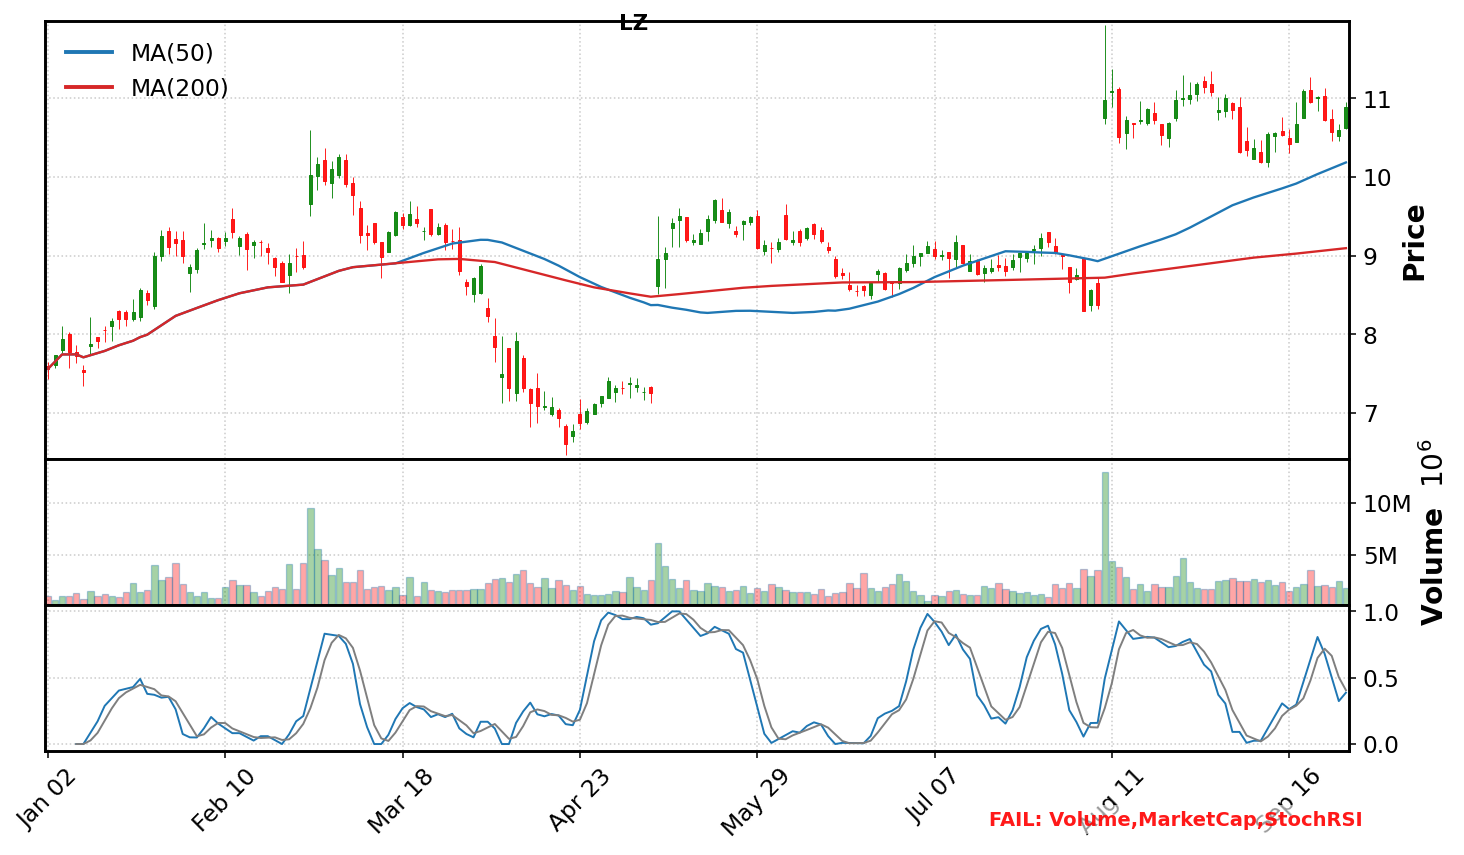 LZ
MA(50)
MA(200)
11
10
9
8
7
Price
10M
5M
Volume 10^6
1.0
0.5
0.0
Jan 02
Feb 10
Mar 18
Apr 23
May 29
Jul 07
Aug 11
Sep 16
FAIL: Volume,MarketCap,StochRSI